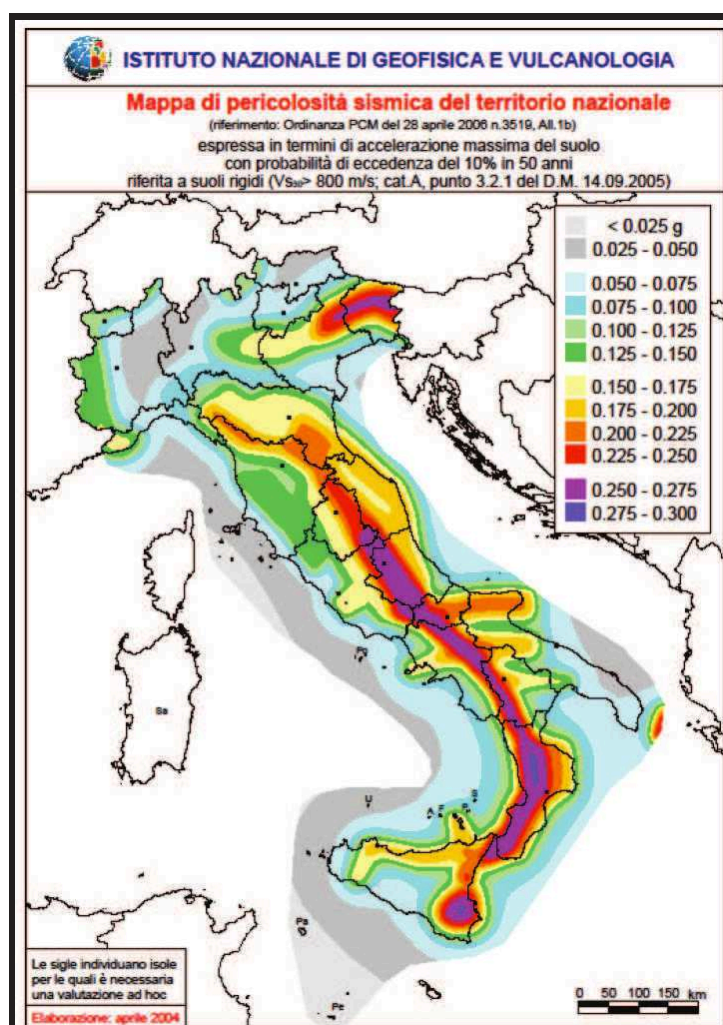 ISTITUTO NAZIONALE DI GEOFISICA E VULCANOLOGIA
Mappa di pericolosità sismica del territorio nazionale
(riferimento: Ordinanza PCM del 28 aprile 2006 n.3519, All.1b)
espressa in termini di accelerazione massima del suolo
con probabilità di eccedenza del 10% in 50 anni
riferita a suoli rigidi (Vs₃₀> 800 m/s; cat.A, punto 3.2.1 del D.M. 14.09.2005)
< 0.025 g
0.025 - 0.050
0.050 - 0.075
0.075 - 0.100
0.100 - 0.125
0.125 - 0.150
0.150 - 0.175
0.175 - 0.200
0.200 - 0.225
0.225 - 0.250
0.250 - 0.275
0.275 - 0.300
Sa
U
A
F
S
Pa
Pe
Le sigle individuano isole
per le quali è necessaria
una valutazione ad hoc
Elaborazione: aprile 2004
0 50 100 150 km